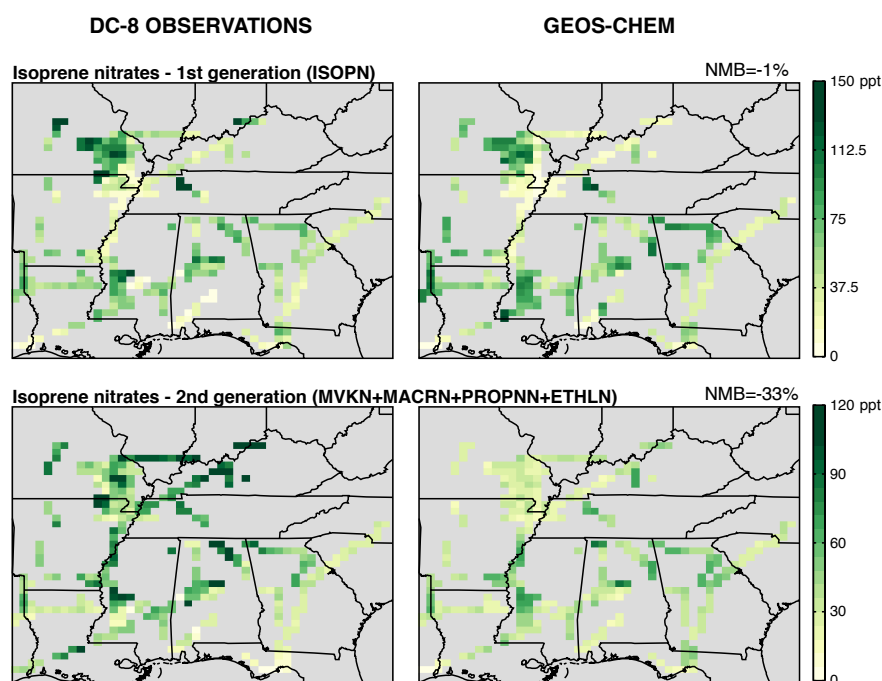 DC-8 OBSERVATIONS GEOS-CHEM
Isoprene nitrates - 1st generation (ISOPN) NMB=-1%
150 ppt
112.5
75
37.5
0
Isoprene nitrates - 2nd generation (MVKN+MACRN+PROPNN+ETHLN) NMB=-33%
120 ppt
90
60
30
0